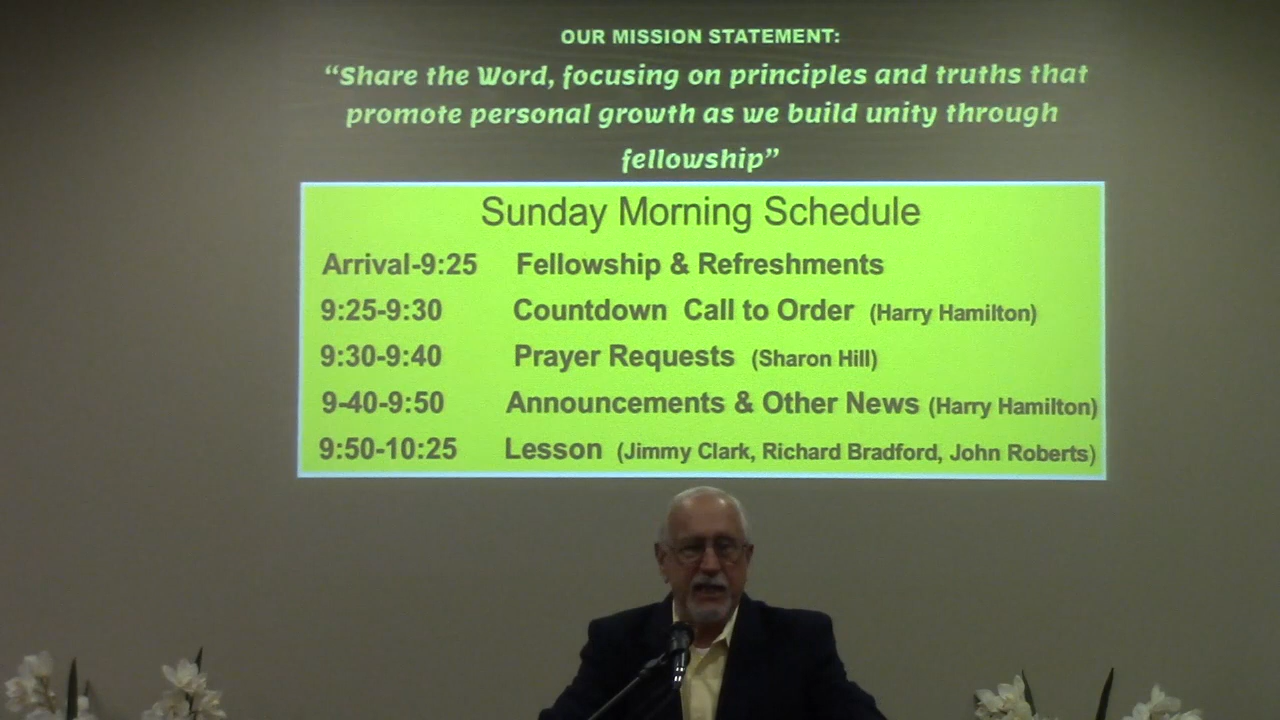 OUR MISSION STATEMENT:
“Share the Word, focusing on principles and truths that
promote personal growth as we build unity through
fellowship”
Sunday Morning Schedule
Arrival-9:25 Fellowship & Refreshments
9:25-9:30 Countdown Call to Order (Harry Hamilton)
9:30-9:40 Prayer Requests (Sharon Hill)
9-40-9:50 Announcements & Other News (Harry Hamilton)
9:50-10:25 Lesson (Jimmy Clark, Richard Bradford, John Roberts)